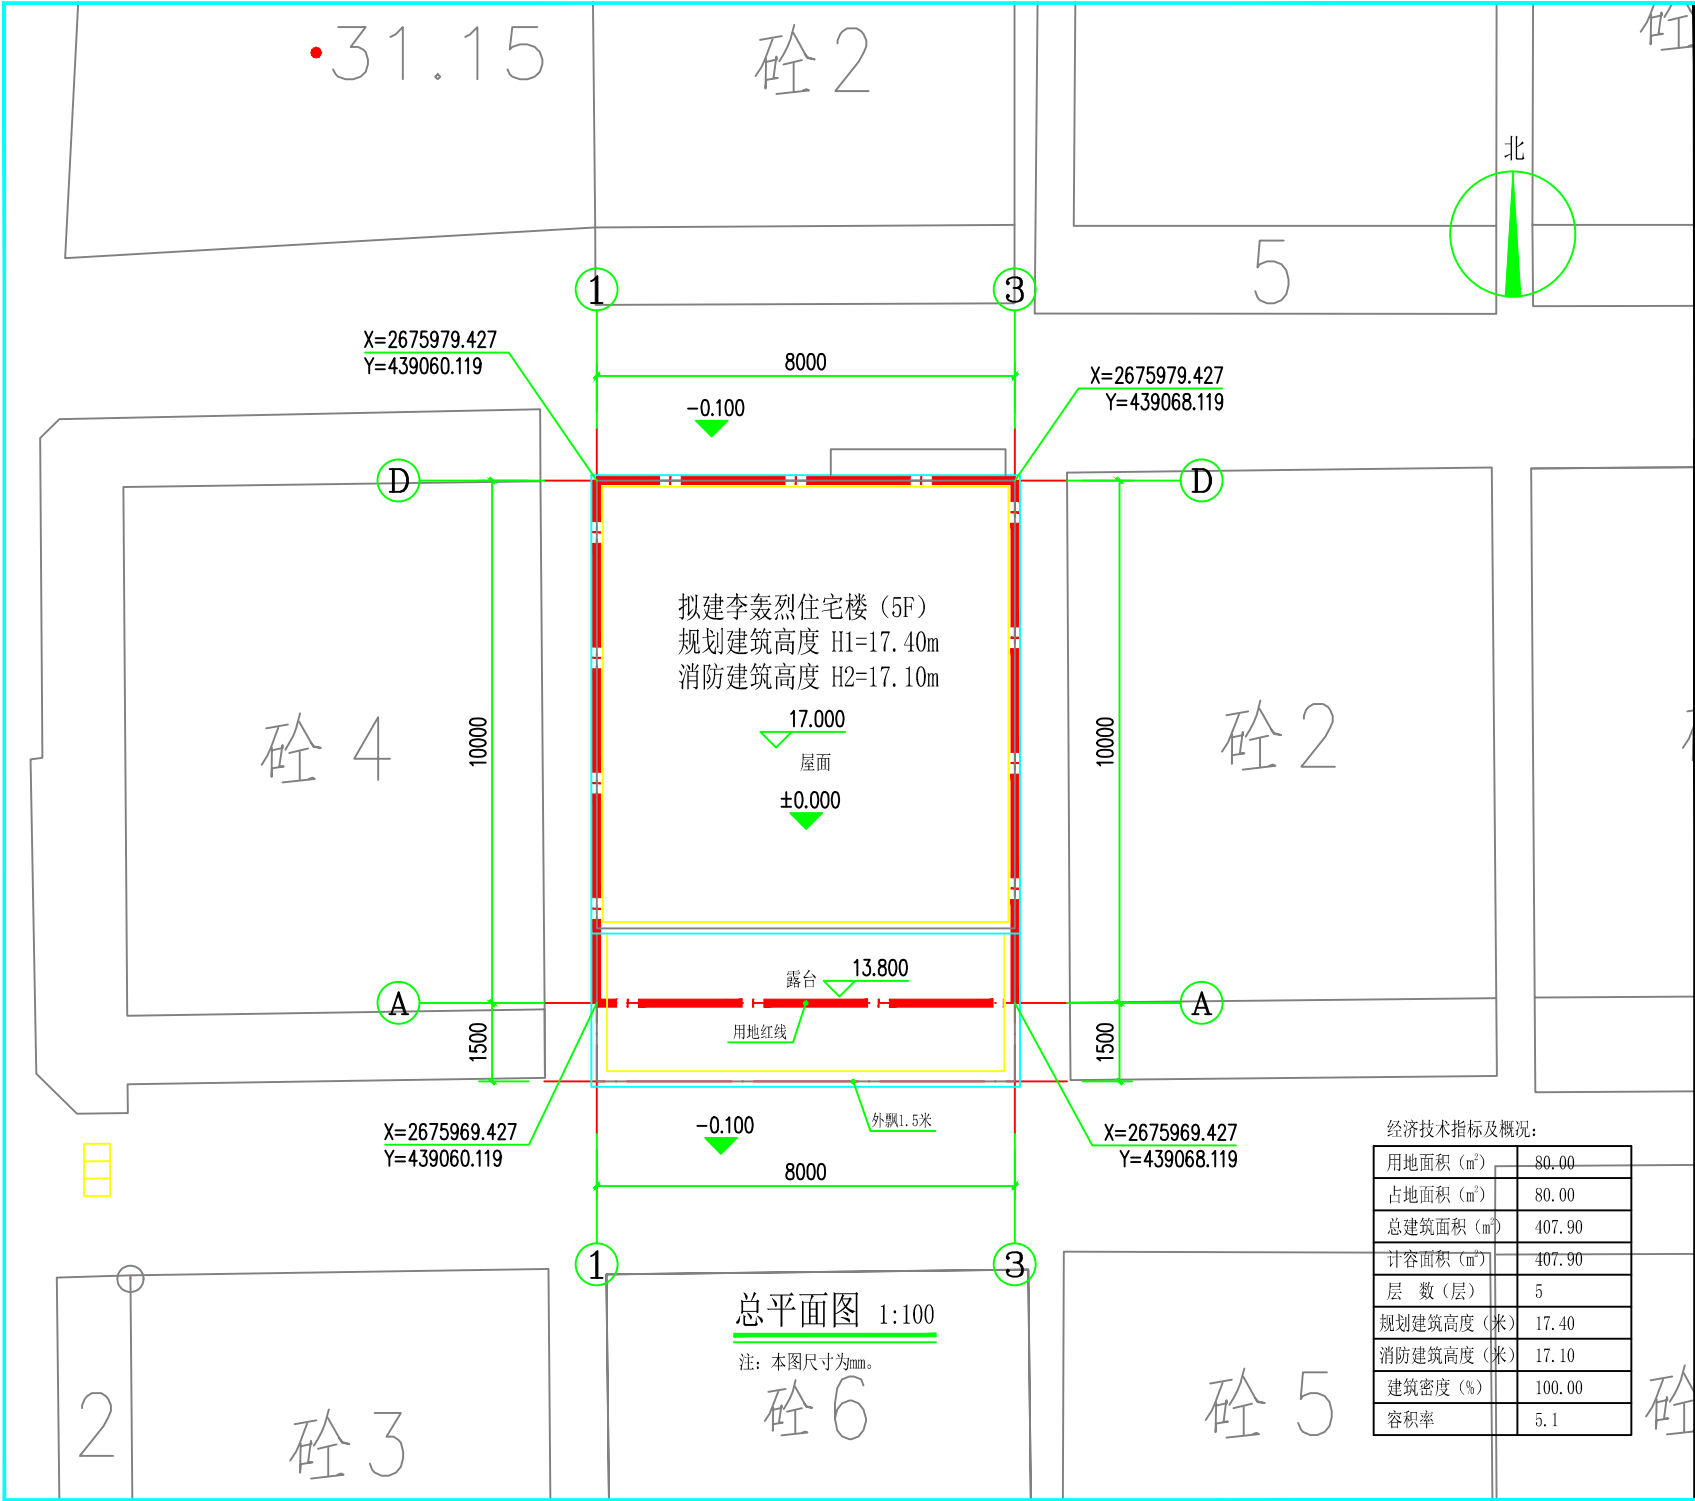 31.15
砼2
砼
北
5
1
3
X=2675979.427
Y=439060.119
8000
X=2675979.427
Y=439068.119
-0.100
D
D
拟建李轰烈住宅楼（5F）
规划建筑高度 H1=17.40m
消防建筑高度 H2=17.10m
17.000
屋面
±0.000
砼4
10000
10000
砼2
露台
13.800
A
A
用地红线
1500
1500
外飘1.5米
X=2675969.427
Y=439060.119
-0.100
X=2675969.427
Y=439068.119
8000
1
3
总平面图 1:100
注：本图尺寸为mm。
经济技术指标及概况：
用地面积（m²） 80.00
占地面积（m²） 80.00
总建筑面积（m²） 407.90
计容面积（m²） 407.90
层 数（层） 5
规划建筑高度（米） 17.40
消防建筑高度（米） 17.10
建筑密度（%） 100.00
容积率 5.1
2
砼3
砼6
砼5
砼